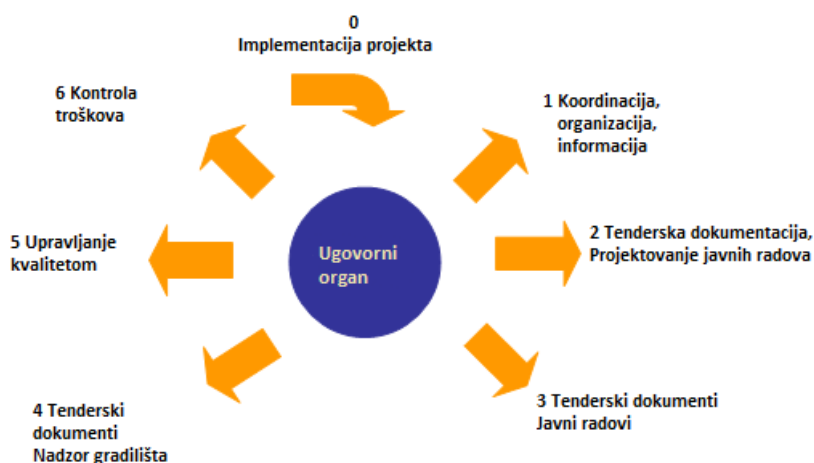 0
Implementacija projekta
1 Koordinacija,
organizacija,
informacija
2 Tenderska dokumentacija,
Projektovanje javnih radova
3 Tenderski dokumenti
Javni radovi
4 Tenderski
dokumenti
Nadzor gradilišta
5 Upravljanje
kvalitetom
6 Kontrola
troškova
Ugovorni
organ